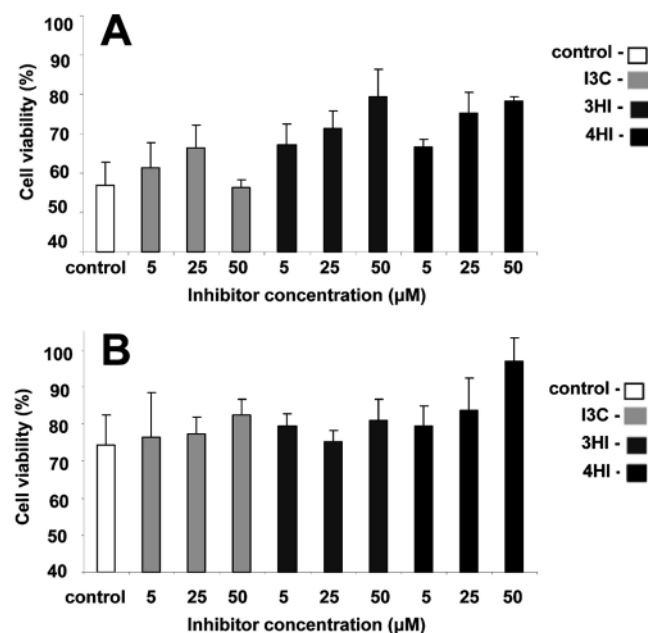 A
Cell viability (%)
100
80
70
60
50
40
control 5 25 50 5 25 50 5 25 50
Inhibitor concentration (µM)
control -
I3C -
3HI -
4HI -
B
Cell viability (%)
100
90
80
70
60
50
40
control 5 25 50 5 25 50 5 25 50
Inhibitor concentration (µM)
control -
I3C -
3HI -
4HI -